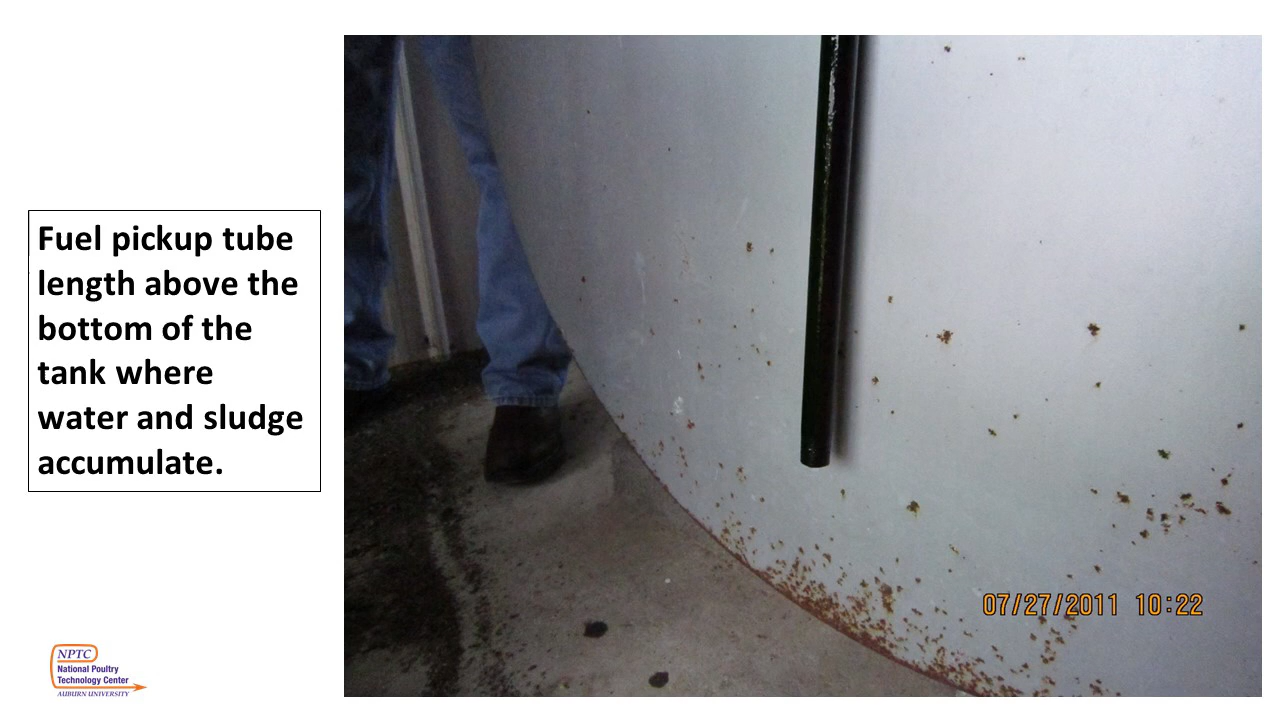 Fuel pickup tube
length above the
bottom of the
tank where
water and sludge
accumulate.
07/27/2011 10:22
NPTC
National Poultry
Technology Center
AUBURN UNIVERSITY